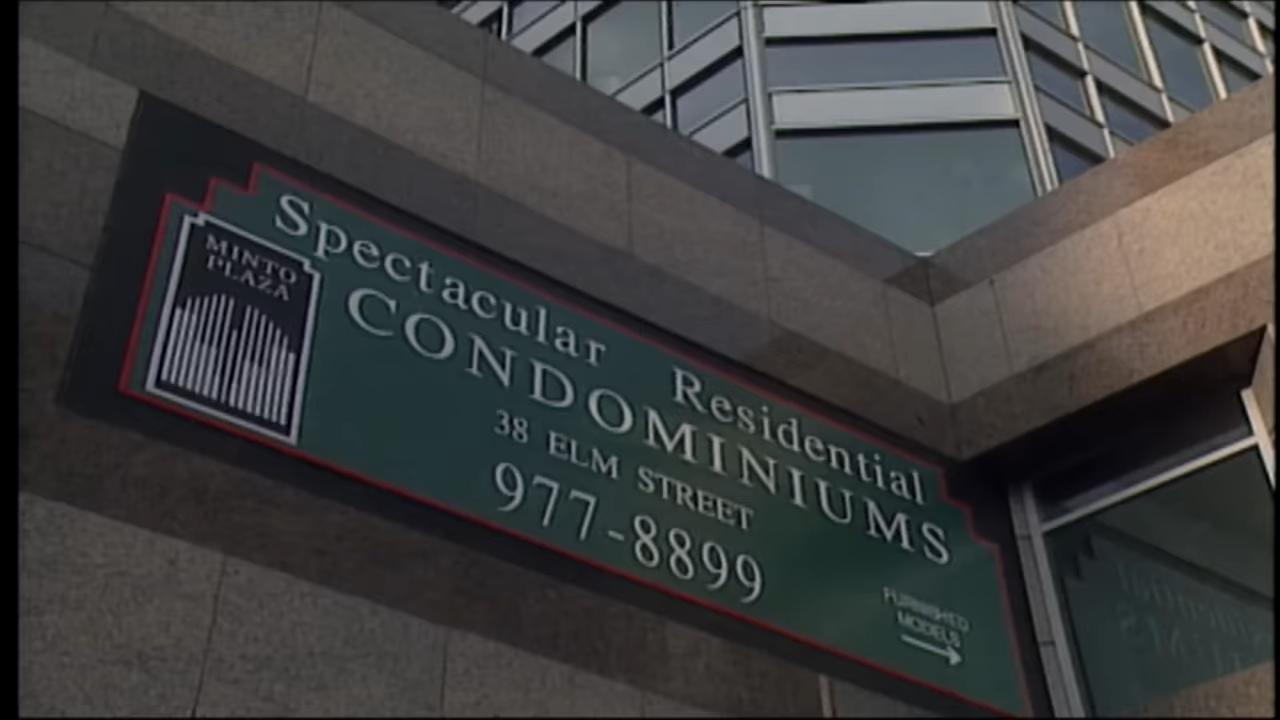 MINTO
PLAZA
Spectacular Residential
CONDOMINIUMS
38 ELM STREET
977-8899
FURNISHED
MODELS